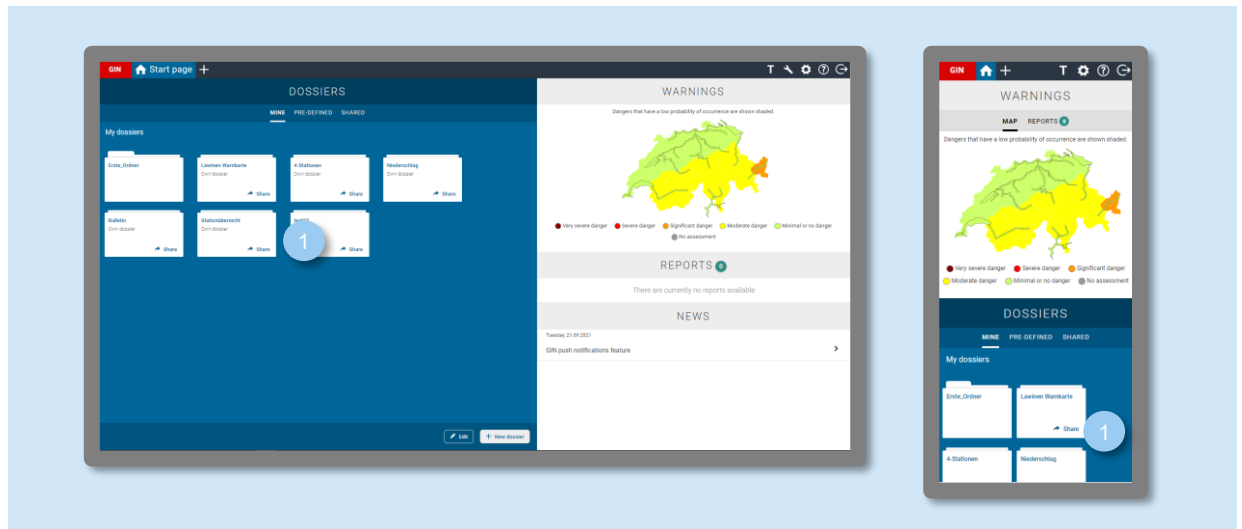 GIN Start page +
T
DOSSIERS
MINE PRE-DEFINED SHARED
My dossiers
Erste_Ordner
Lawinen Warnkarte
Own dossier
Share
4-Stationen
Own dossier
Share
Niederschlag
Own dossier
Share
Bulletin
Own dossier
Share
Stationsübersicht
Own dossier
Share
1
Share
Edit
+ New dossier
WARNINGS
Dangers that have a low probability of occurrence are shown shaded.
Very severe danger Severe danger Significant danger Moderate danger Minimal or no danger
No assessment
REPORTS 0
There are currently no reports available
NEWS
Tuesday, 21.09.2021
GIN push notifications feature
GIN + T
WARNINGS
MAP REPORTS 0
Dangers that have a low probability of occurrence are shown shaded.
Very severe danger Severe danger Significant danger
Moderate danger Minimal or no danger No assessment
DOSSIERS
MINE PRE-DEFINED SHARED
My dossiers
Erste_Ordner
Lawinen Warnkarte
Share
1
4-Stationen
Niederschlag